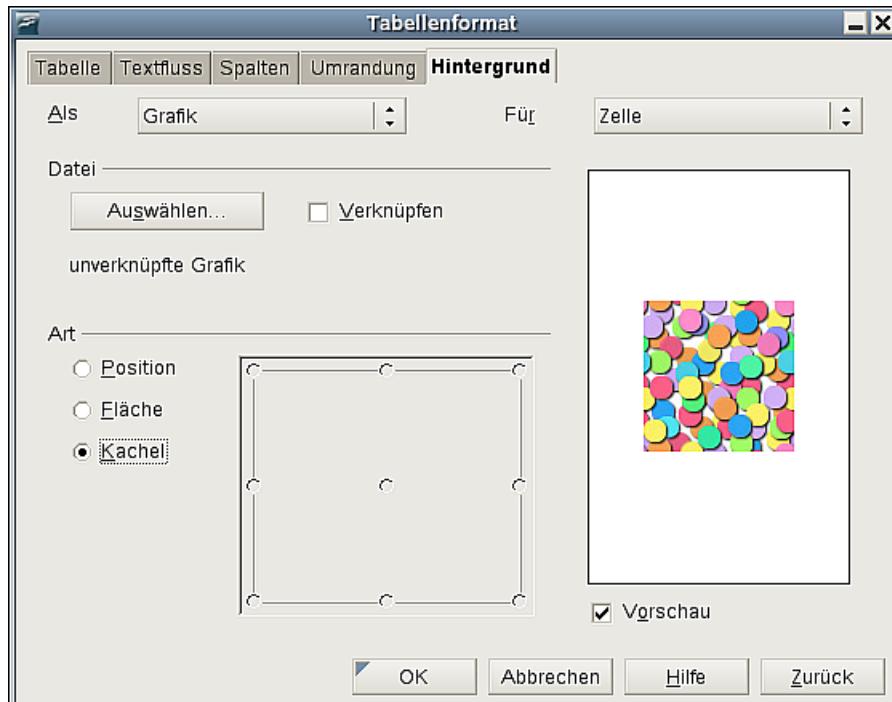 Tabellenformat
Tabelle Textfluss Spalten Umrandung Hintergrund
Als Grafik Für Zelle
Datei
Auswählen... Verknüpfen
unverknüpfte Grafik
Art
Position
Fläche
Kachel
Vorschau
OK Abbrechen Hilfe Zurück